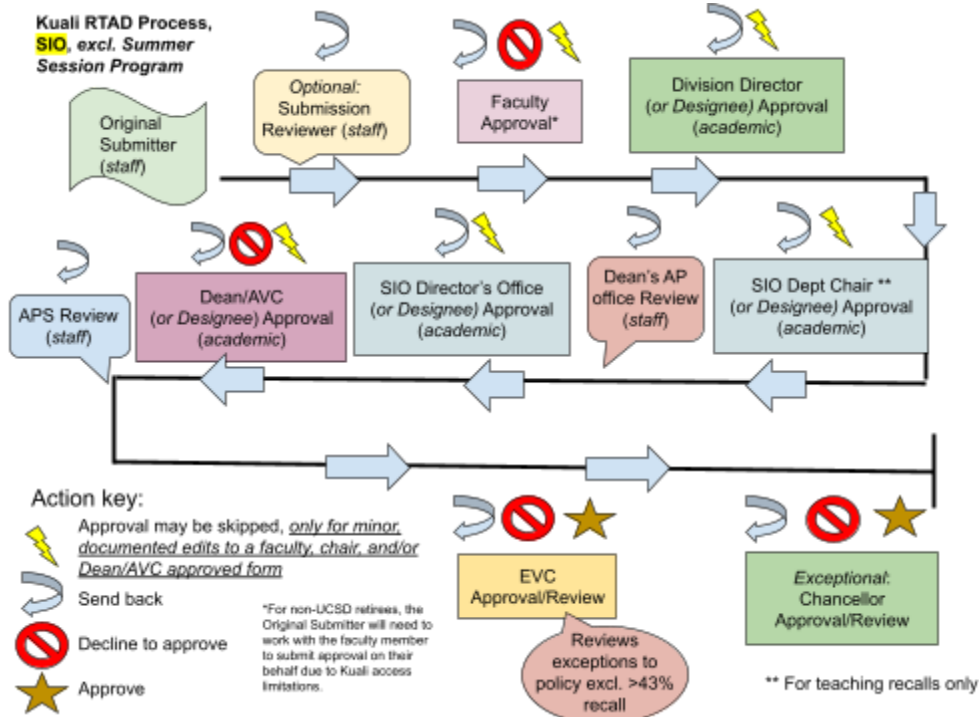 Kuali RTAD Process,
SIO, excl. Summer
Session Program
Original
Submitter
(staff)
Optional:
Submission
Reviewer (staff)
Faculty
Approval*
Division Director
(or Designee) Approval
(academic)
APS Review
(staff)
Dean/AVC
(or Designee) Approval
(academic)
SIO Director's Office
(or Designee) Approval
(academic)
Dean's AP
office Review
(staff)
SIO Dept Chair **
(or Designee) Approval
(academic)
Action key:
Approval may be skipped, only for minor,
documented edits to a faculty, chair, and/or
Dean/AVC approved form
Send back
Decline to approve
Approve
*For non-UCSD retirees, the
Original Submitter will need to
work with the faculty member
to submit approval on their
behalf due to Kuali access
limitations.
EVC
Approval/Review
Reviews
exceptions to
policy excl. >43%
recall
Exceptional:
Chancellor
Approval/Review
** For teaching recalls only